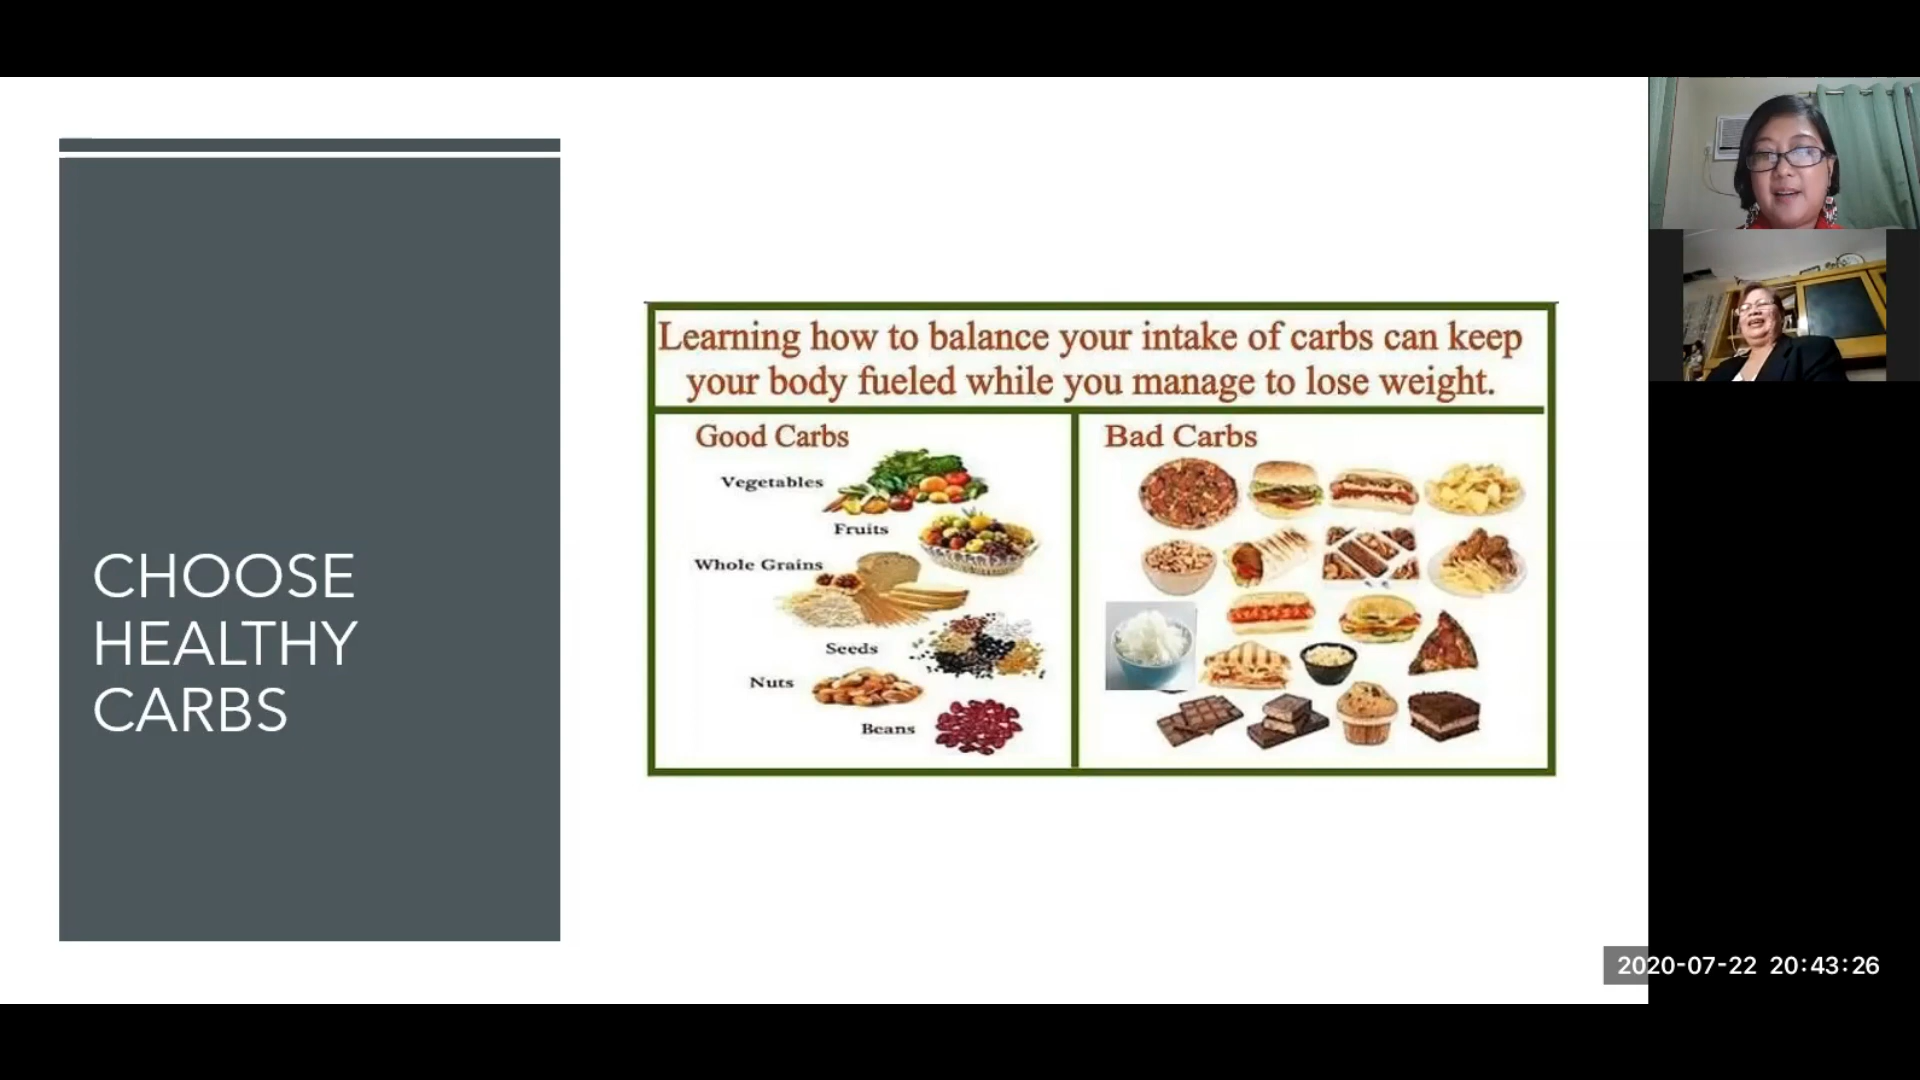 CHOOSE
HEALTHY
CARBS
Learning how to balance your intake of carbs can keep
your body fueled while you manage to lose weight.
Good Carbs
Vegetables
Fruits
Whole Grains
Seeds
Nuts
Beans
Bad Carbs
2020-07-22 20:43:26